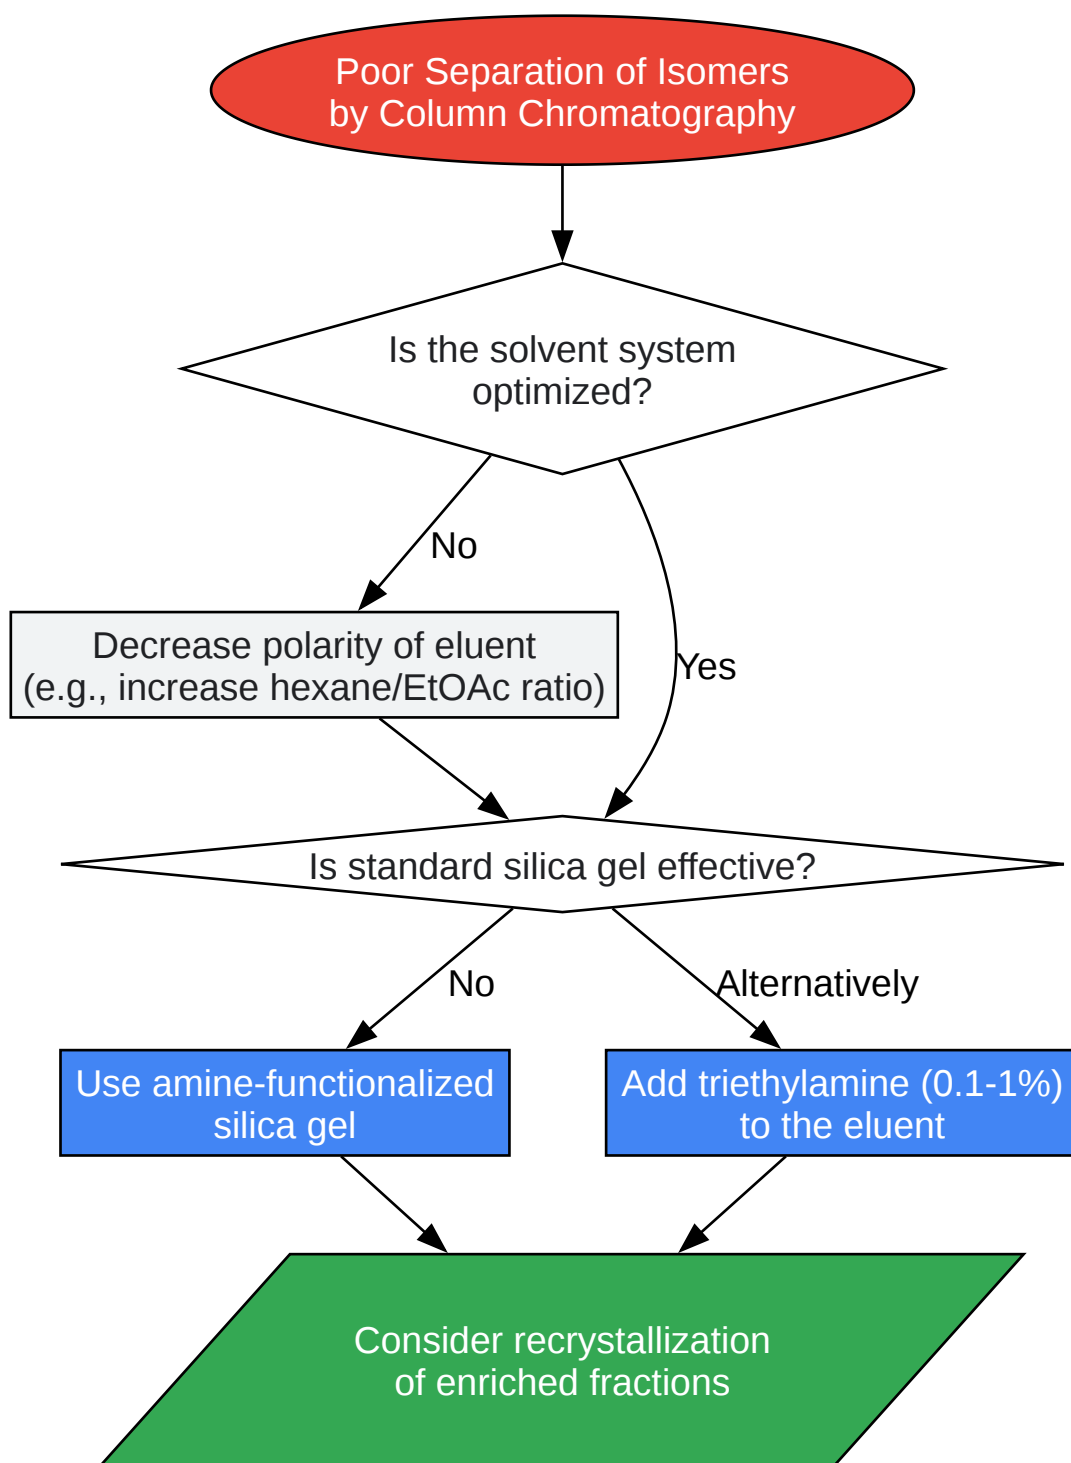 Poor Separation of Isomers
by Column Chromatography
Is the solvent system
optimized?
No
Decrease polarity of eluent
(e.g., increase hexane/EtOAc ratio)
Yes
Is standard silica gel effective?
No
Alternatively
Use amine-functionalized
silica gel
Add triethylamine (0.1-1%)
to the eluent
Consider recrystallization
of enriched fractions